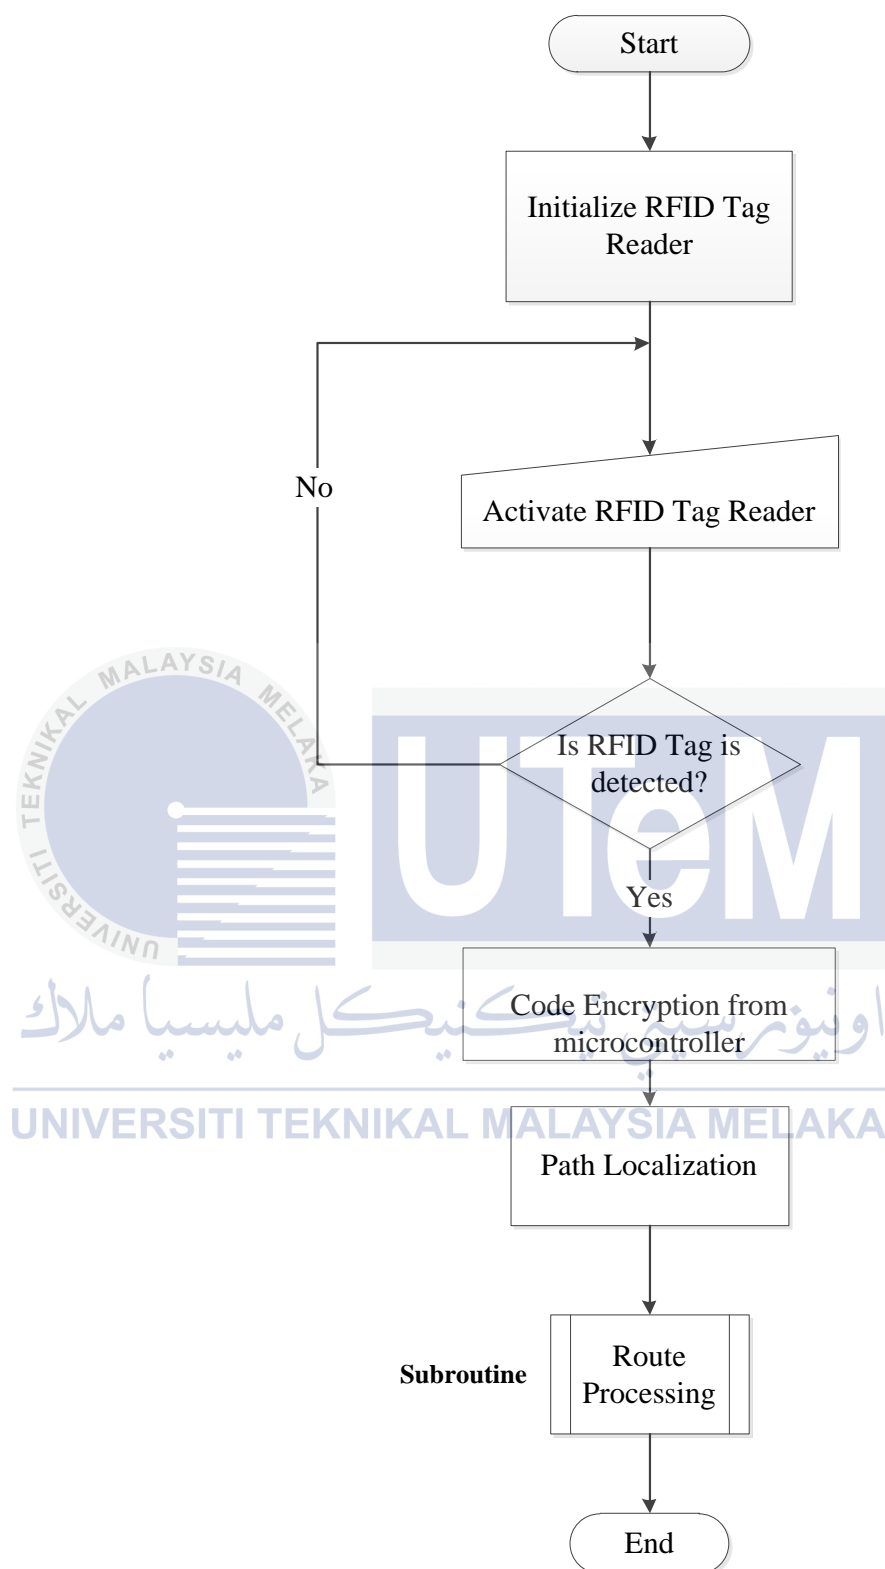 Start
Initialize RFID Tag
Reader
No
Activate RFID Tag Reader
UNIVERSITI TEKNIKAL MALAYSIA MELAKA
UTeM
Is RFID Tag is
detected?
Yes
Code Encryption from
microcontroller
اونيۏرسيتي تيكنيكل مليسيا ملاك
UNIVERSITI TEKNIKAL MALAYSIA MELAKA
Path Localization
Subroutine
Route
Processing
End